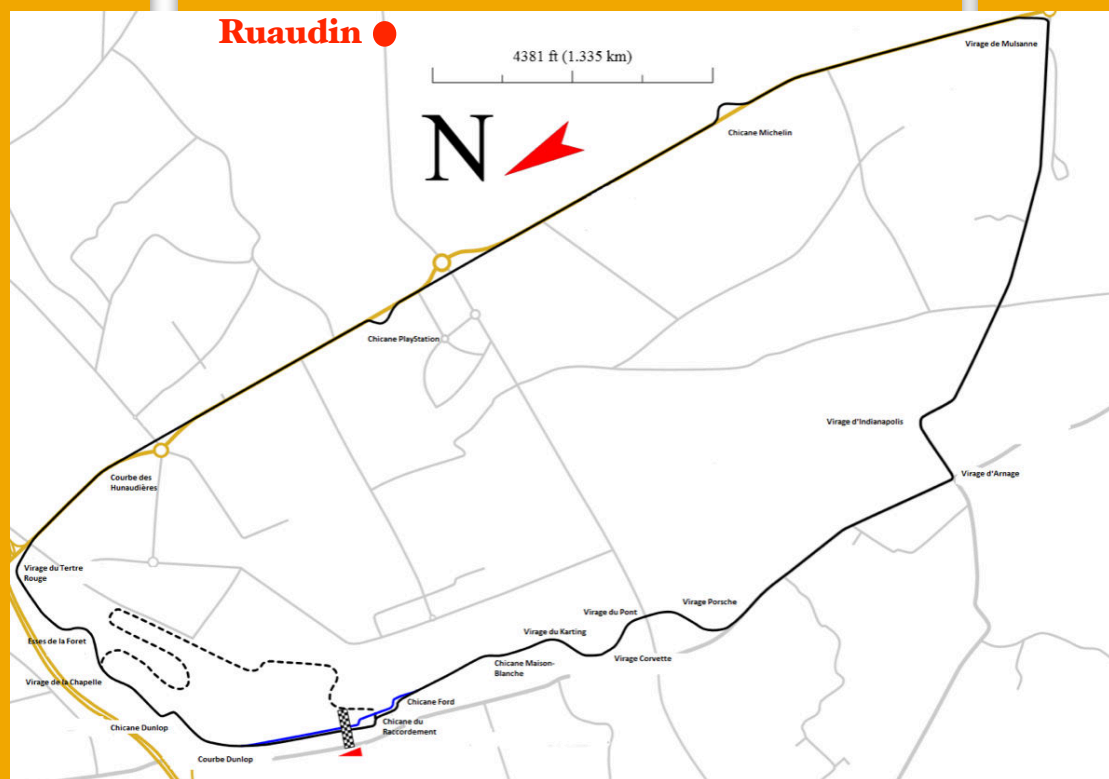 Ruaudin
4381 ft (1.335 km)
N
Virage de Mulsanne
Chicane Michelin
Chicane PlayStation
Virage d'Indianapolis
Virage d'Arnage
Courbe des
Hunaudières
Virage du Tertre
Rouge
Virage Porsche
Virage du Pont
Virage du Karting
Esses de la Foret
Virage Corvette
Chicane Maison-
Blanche
Virage de la Chapelle
Chicane Ford
Chicane du
Raccordement
Chicane Dunlop
Courbe Dunlop